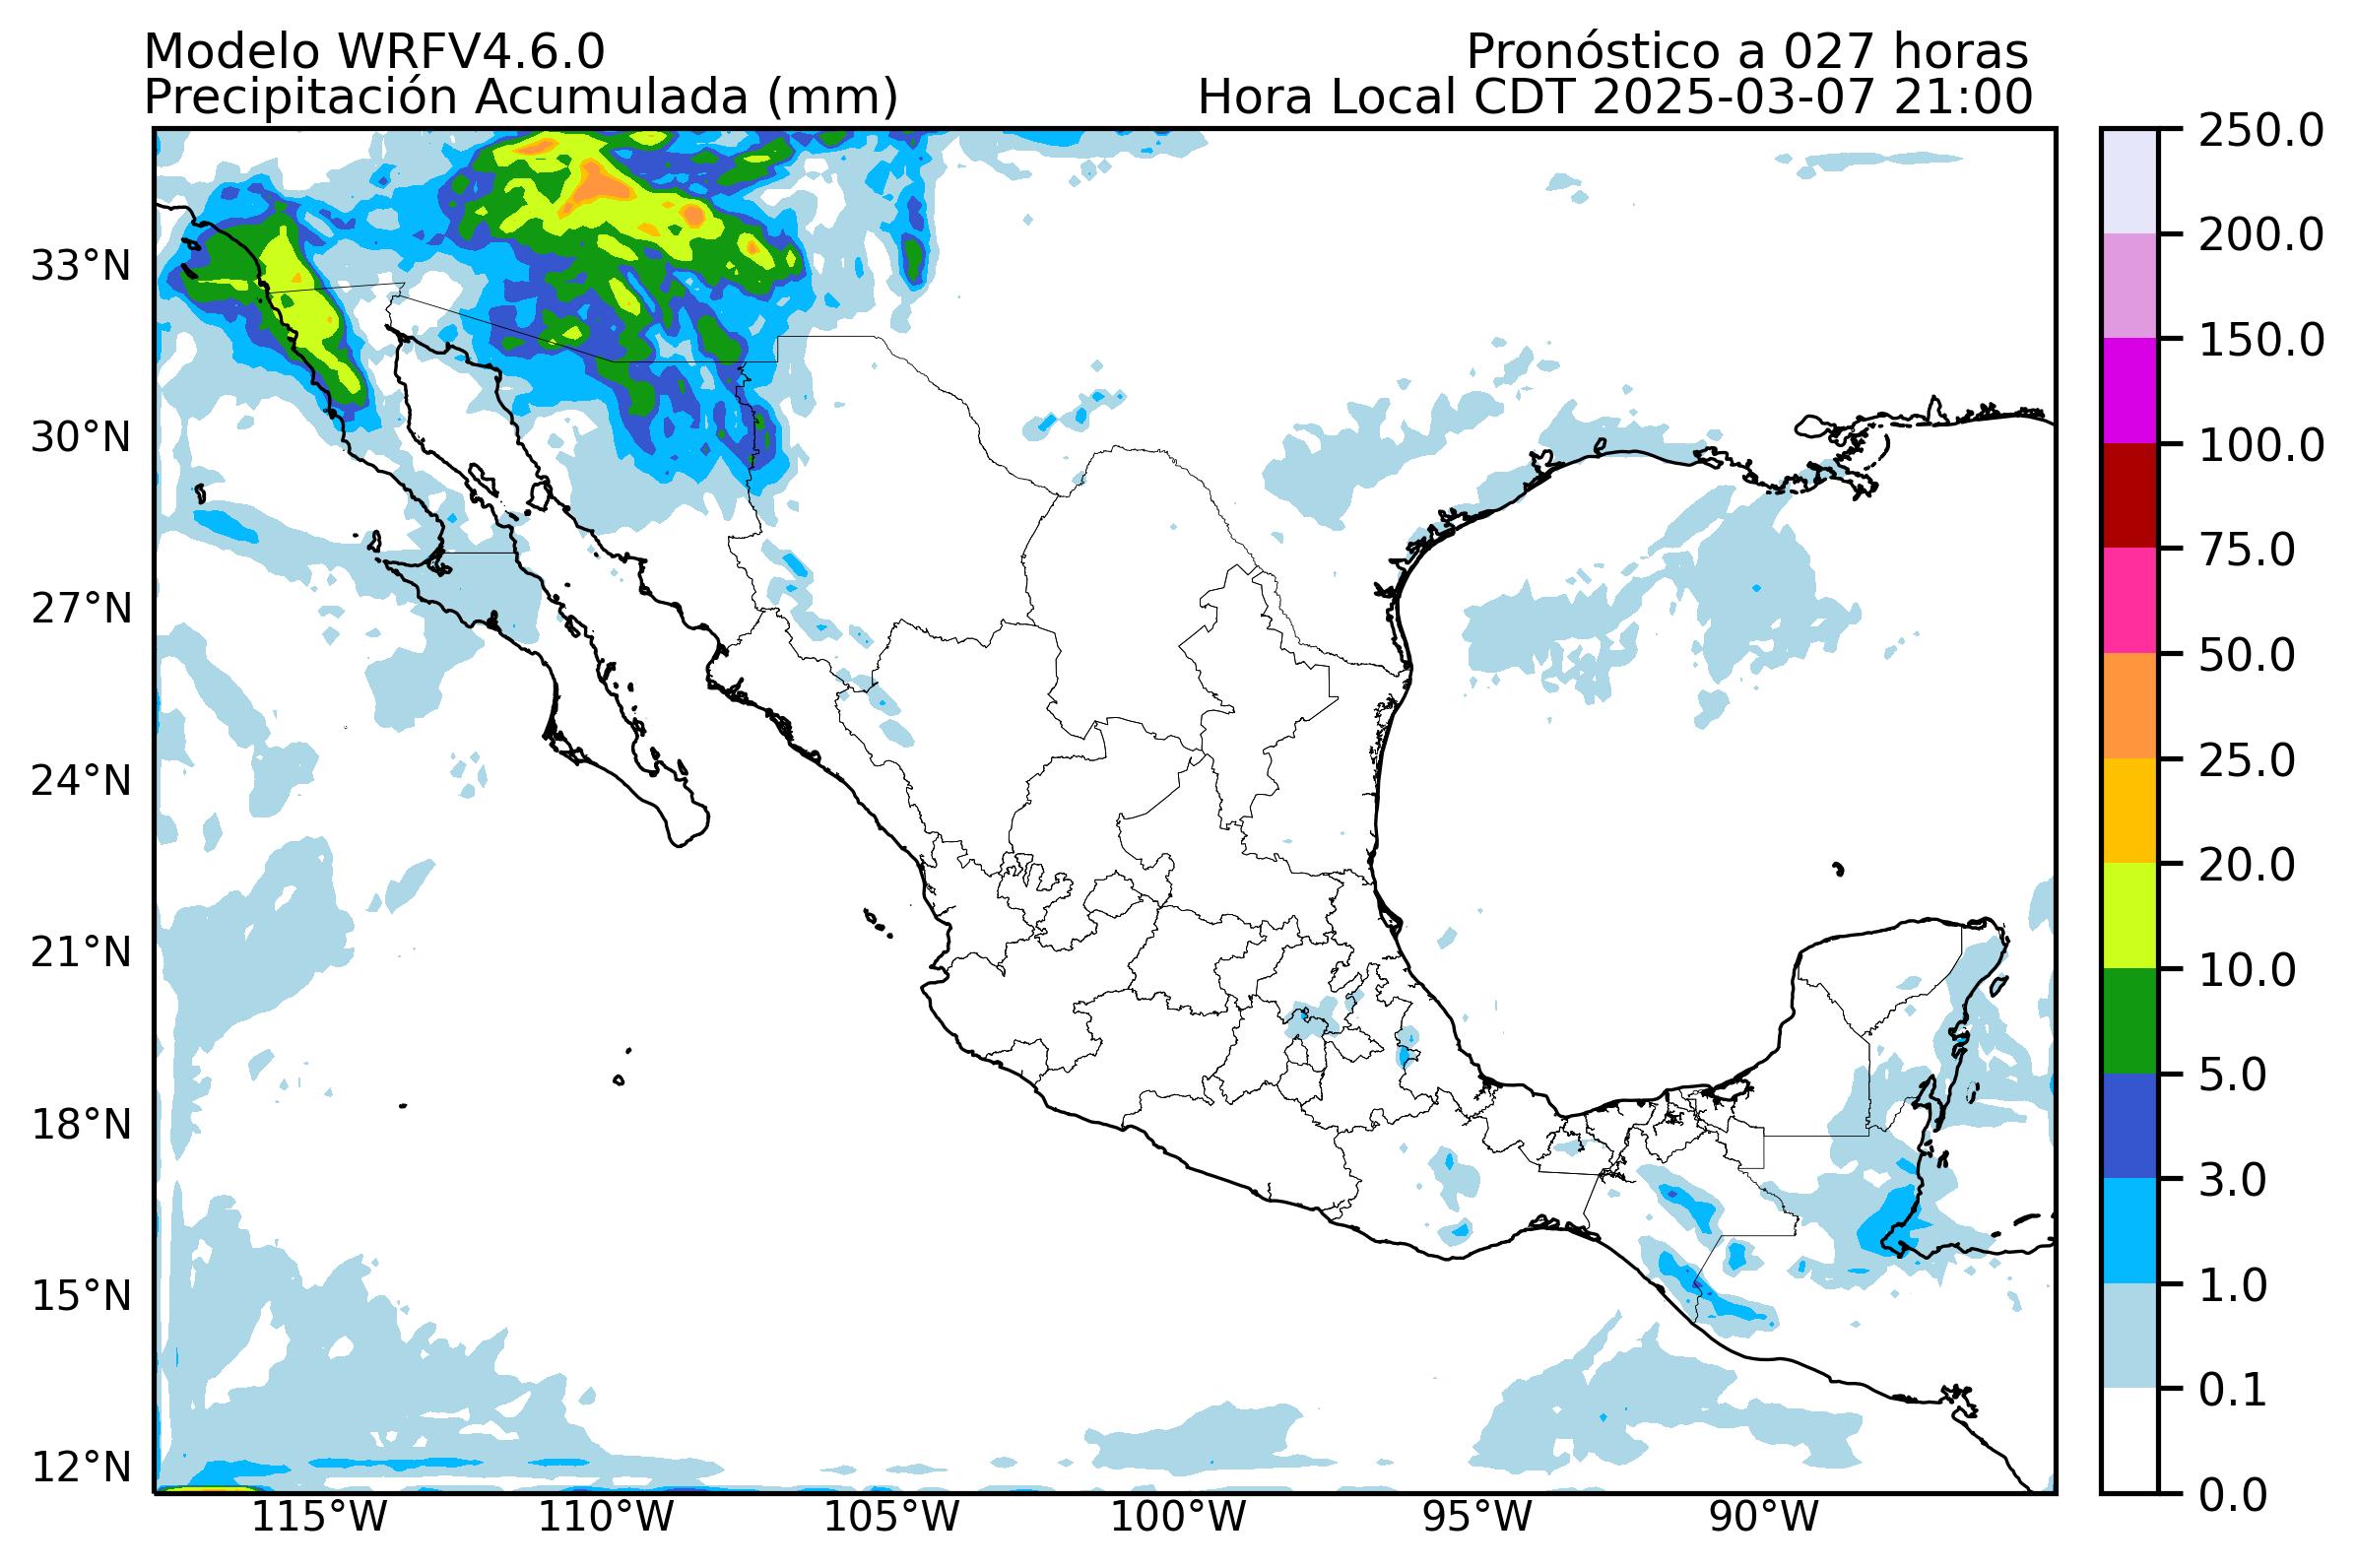 Modelo WRFV4.6.0
Pronóstico a 027 horas
Precipitación Acumulada (mm)
Hora Local CDT 2025-03-07 21:00
33°N
30°N
27°N
24°N
21°N
18°N
15°N
12°N
115°W
110°W
105°W
100°W
95°W
90°W
250.0
200.0
150.0
100.0
75.0
50.0
25.0
20.0
10.0
5.0
3.0
1.0
0.1
0.0